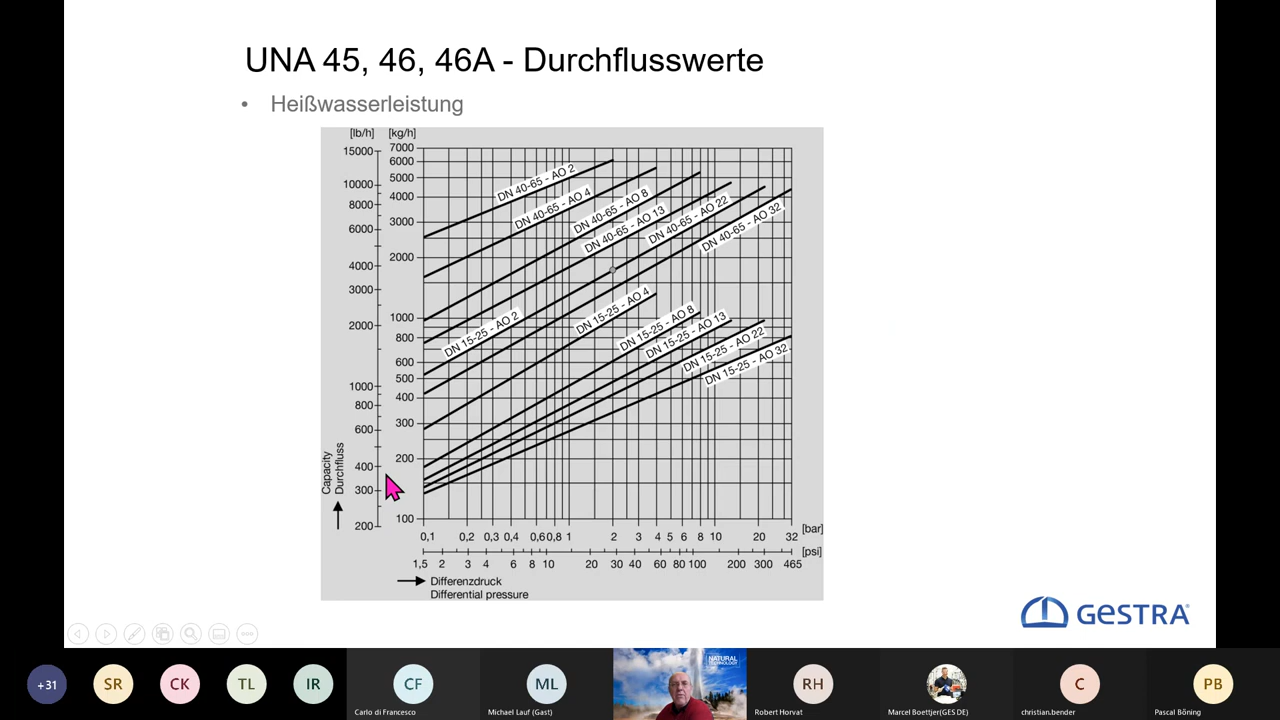 UNA 45, 46, 46A - Durchflusswerte
• Heißwasserleistung
[lb/h] [kg/h]
15000
10000
8000
6000
4000
3000
2000
1000
800
600
400
300
200
7000
6000
5000
4000
3000
2000
1000
800
600
500
400
300
200
100
DN 40-65 - AO 2
DN 40-65 - AO 4
DN 40-65 - AO 8
DN 40-65 - AO 13
DN 40-65 - AO 22
DN 40-65 - AO 32
DN 15-25 - AO 2
DN 15-25 - AO 4
DN 15-25 - AO 8
DN 15-25 - AO 13
DN 15-25 - AO 22
DN 15-25 - AO 32
Capacity
Durchfluss
0,1 0,2 0,3 0,4 0,6 0,8 1 2 3 4 5 6 8 10 20 32 [bar]
1,5 2 3 4 6 8 10 20 30 40 60 80 100 200 300 465 [psi]
Differenzdruck
Differential pressure
GESTRA
+31
SR
CK
TL
IR
CF
Carlo di Francesco
ML
Michael Lauf (Gast)
NATURAL
TECHNOLOGY
RH
Robert Horvat
Marcel Boettjer(GES DE)
C
christian.bender
PB
Pascal Böning